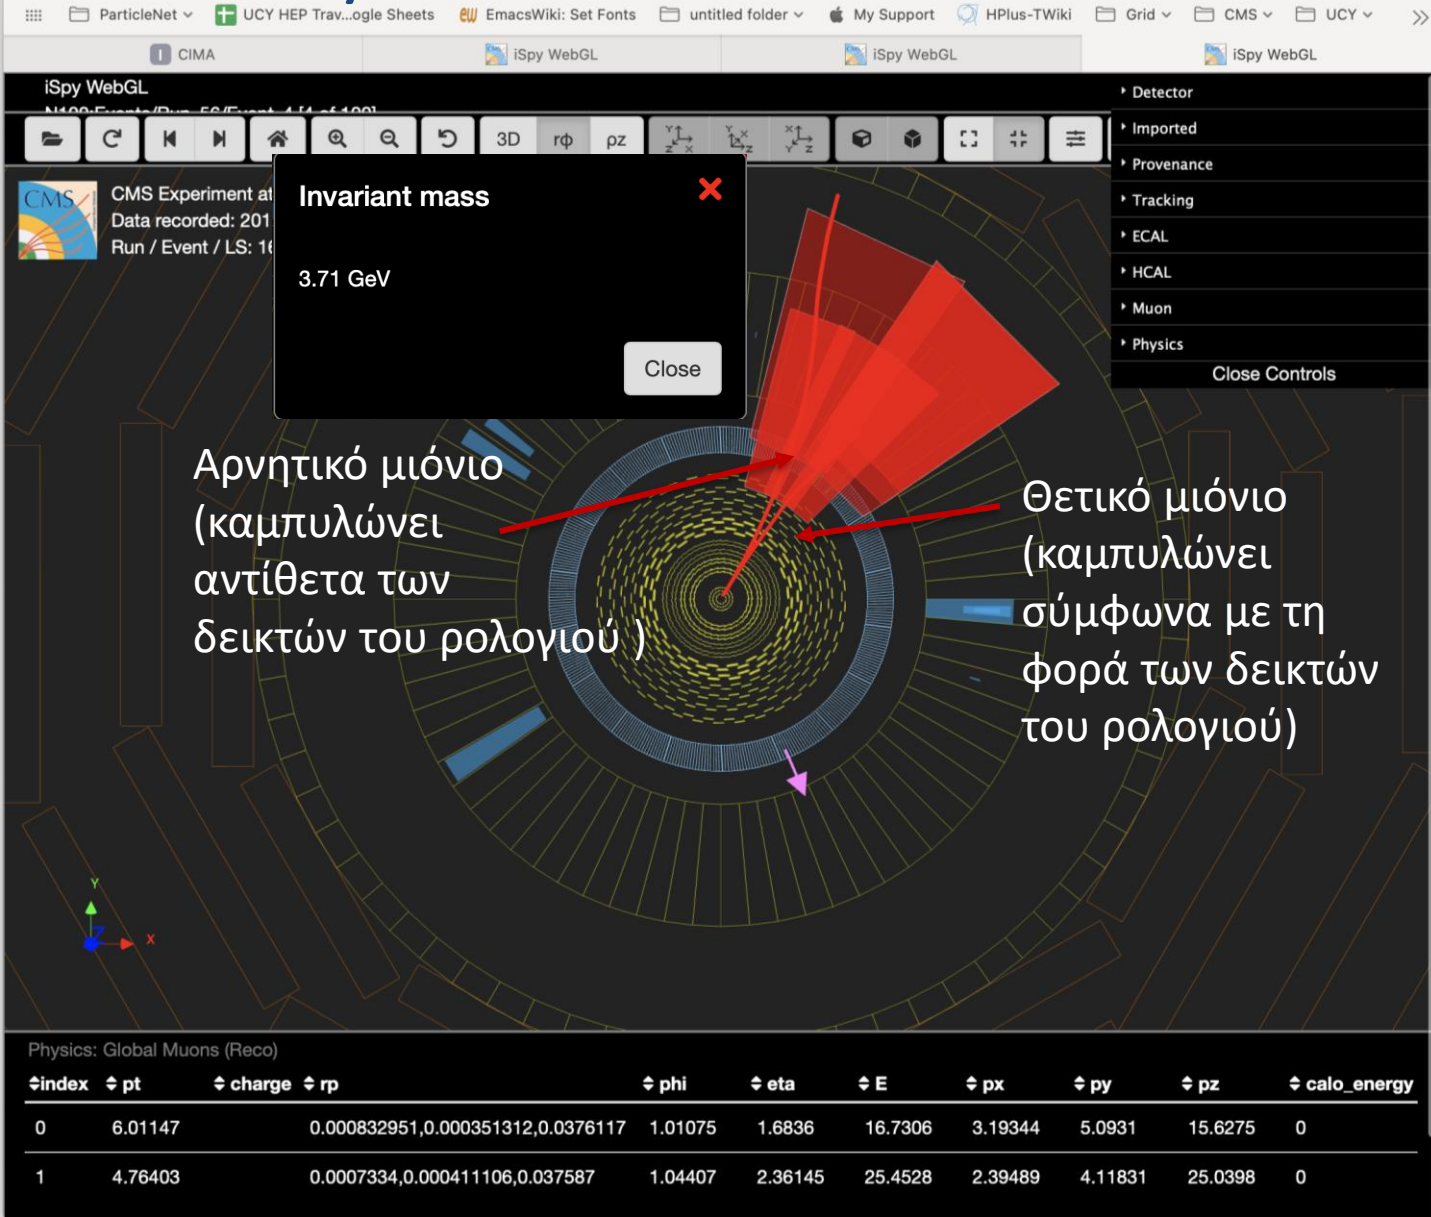 ParticleNet UCY HEP Trav...ogle Sheets EmacsWiki: Set Fonts untitled folder My Support HPlus-TWiki Grid CMS UCY
I CIMA iSpy WebGL iSpy WebGL iSpy WebGL
iSpy WebGL
3D rϕ ρz
Detector
Imported
Provenance
Tracking
ECAL
HCAL
Muon
Physics
Close Controls
CMS
CMS Experiment at
Data recorded: 201
Run / Event / LS: 16
Invariant mass
3.71 GeV
Close
Αρνητικό μιόνιο
(καμπυλώνει
αντίθετα των
δεικτών του ρολογιού )
Θετικό μιόνιο
(καμπυλώνει
σύμφωνα με τη
φορά των δεικτών
του ρολογιού)
Y
Z
X
Physics: Global Muons (Reco)
index pt charge rp phi eta E px py pz calo_energy
0 6.01147 0.000832951,0.000351312,0.0376117 1.01075 1.6836 16.7306 3.19344 5.0931 15.6275 0
1 4.76403 0.0007334,0.000411106,0.037587 1.04407 2.36145 25.4528 2.39489 4.11831 25.0398 0